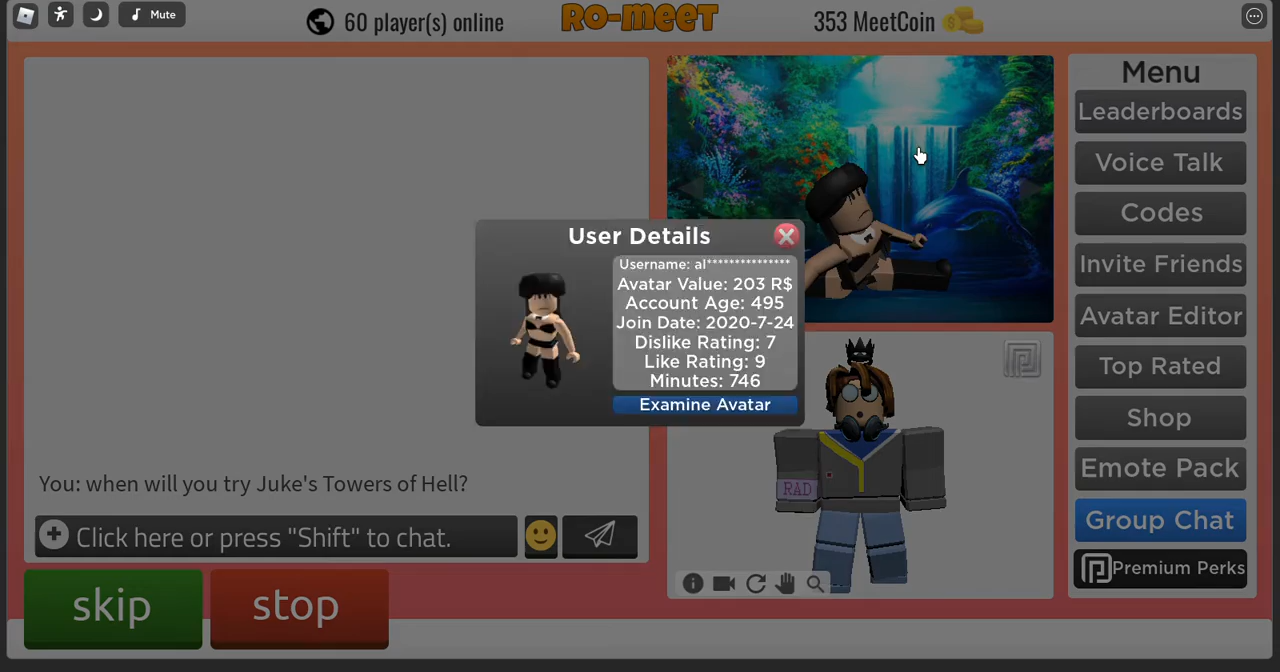 Mute
60 player(s) online
RO-MEET
353 MeetCoin
Menu
Leaderboards
Voice Talk
Codes
Invite Friends
Avatar Editor
Top Rated
Shop
Emote Pack
Group Chat
Premium Perks
User Details
Username: al***************
Avatar Value: 203 R$
Account Age: 495
Join Date: 2020-7-24
Dislike Rating: 7
Like Rating: 9
Minutes: 746
Examine Avatar
RAD
You: when will you try Juke's Towers of Hell?
Click here or press "Shift" to chat.
skip
stop